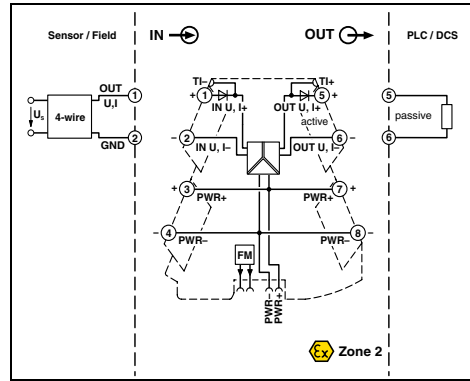 Sensor / Field
IN
OUT
PLC / DCS
TI–
TI+
OUT
U,I
1
+ 1
IN U, I+
OUT U, I+
5 +
5
Us
4-wire
active
passive
GND
2
– 2
IN U, I–
OUT U, I–
6 –
6
+ 3
PWR+
PWR+
7 +
– 4
PWR–
PWR–
8 –
FM
PWR–
PWR+
Ex Zone 2